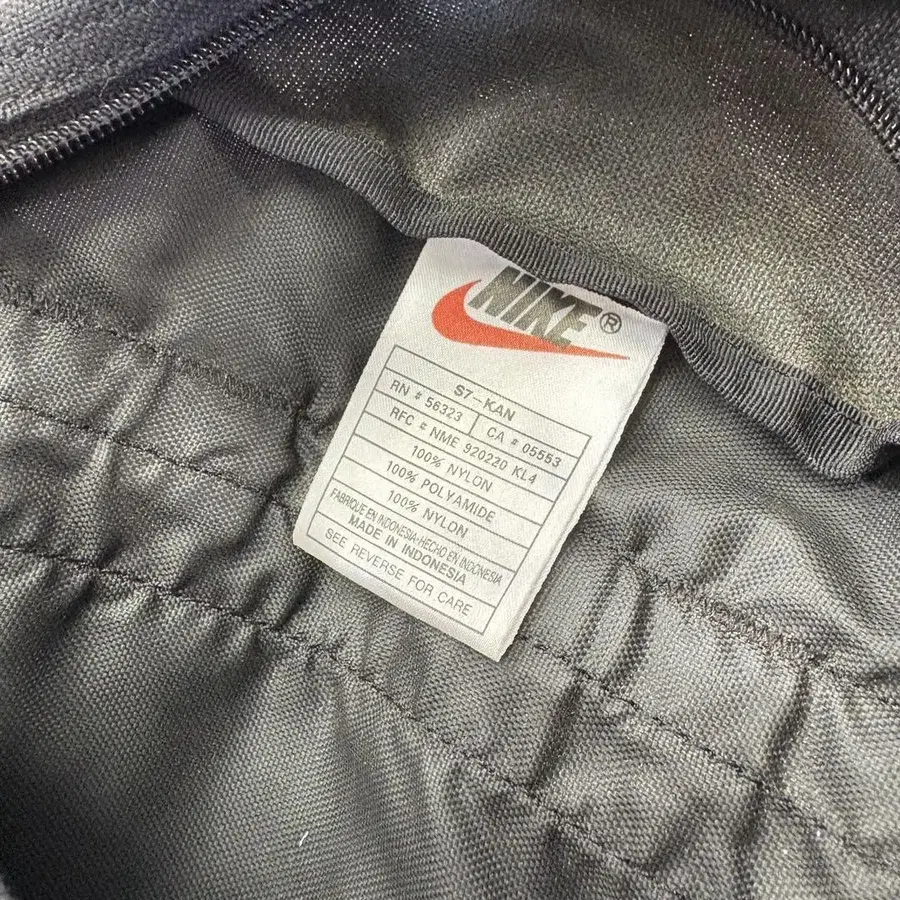 NIKE®
S7-KAN
RN # 56323 CA # 05553
RFC # NME 920220 KL4
100% NYLON
100% POLYAMIDE
100% NYLON
FABRIQUE EN INDONESIA-HECHO EN INDONESIA
MADE IN INDONESIA
SEE REVERSE FOR CARE